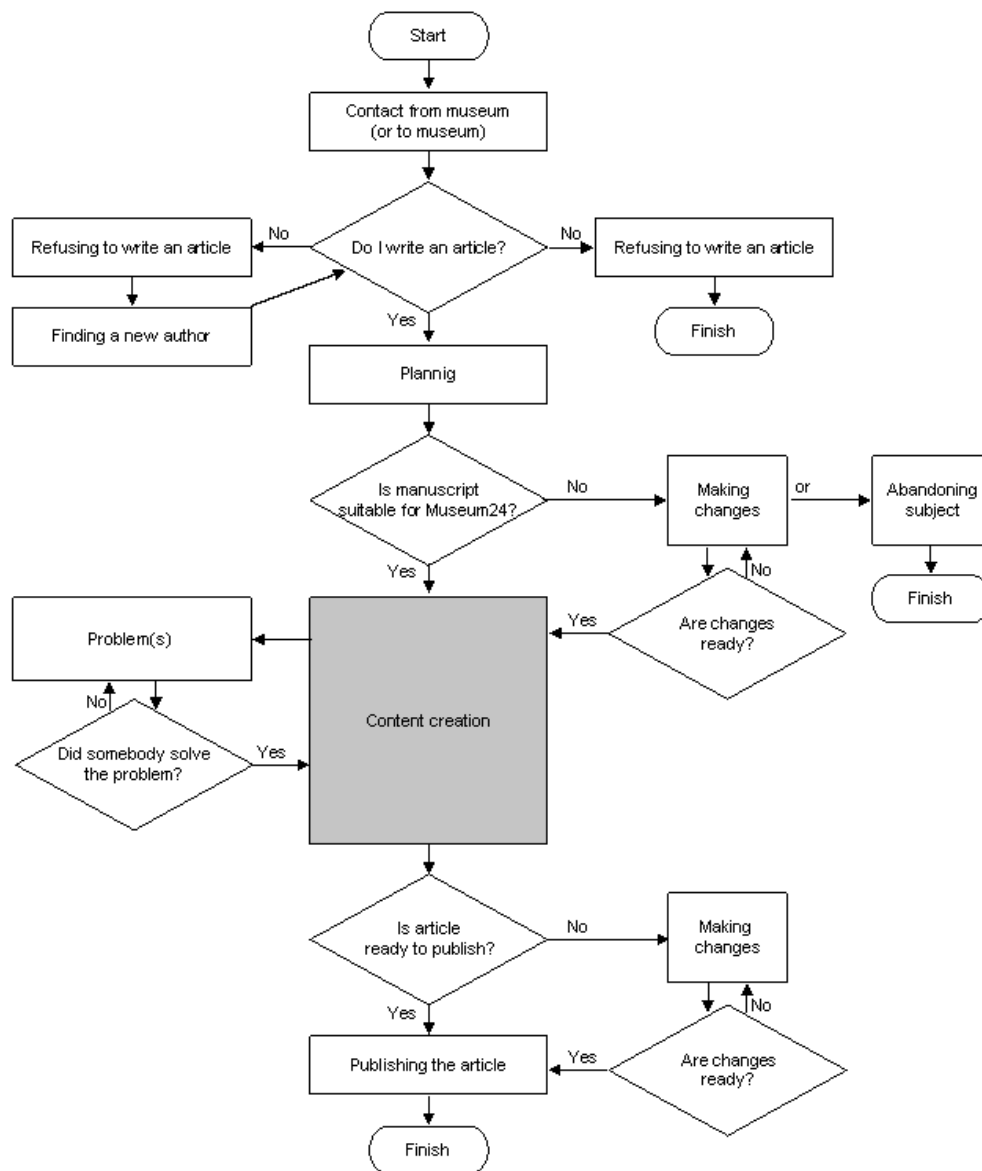 Start
Contact from museum
(or to museum)
No
No
Refusing to write an article
Do I write an article?
Refusing to write an article
Finding a new author
Yes
Finish
Plannig
Is manuscript
suitable for Museum24?
No
Making
changes
or
Abandoning
subject
Yes
No
Finish
Problem(s)
Yes
Are changes
ready?
No
Content creation
Did somebody solve
the problem?
Yes
Is article
ready to publish?
No
Making
changes
Yes
No
Publishing the article
Yes
Are changes
ready?
Finish